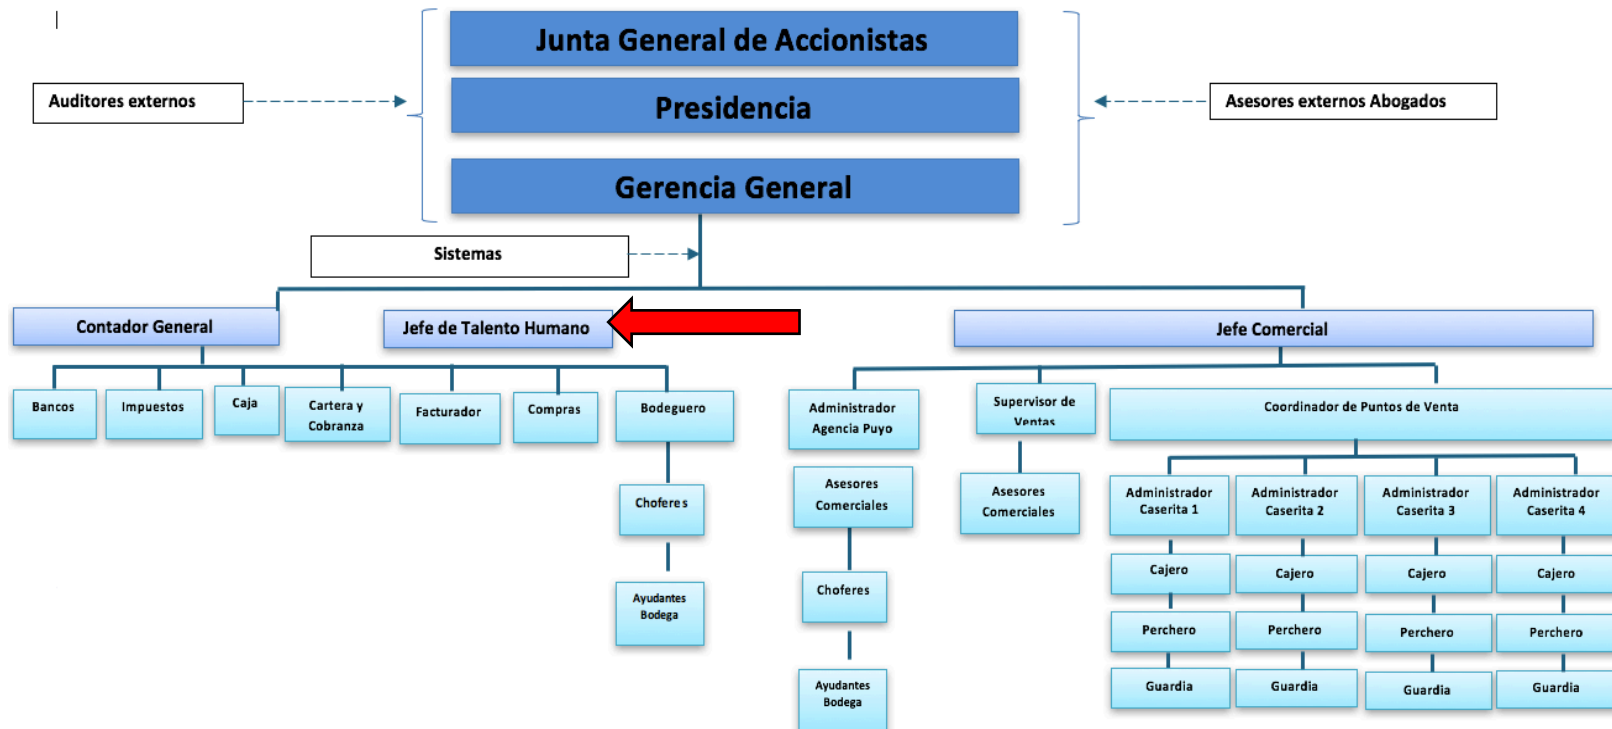 Junta General de Accionistas
Auditores externos
Presidencia
Asesores externos Abogados
Gerencia General
Sistemas
Contador General
Jefe de Talento Humano
Jefe Comercial
Bancos
Impuestos
Caja
Cartera y
Cobranza
Facturador
Compras
Bodeguero
Choferes
Ayudantes
Bodega
Administrador
Agencia Puyo
Asesores
Comerciales
Choferes
Ayudantes
Bodega
Supervisor de
Ventas
Asesores
Comerciales
Coordinador de Puntos de Venta
Administrador
Caserita 1
Cajero
Perchero
Guardia
Administrador
Caserita 2
Cajero
Perchero
Guardia
Administrador
Caserita 3
Cajero
Perchero
Guardia
Administrador
Caserita 4
Cajero
Perchero
Guardia